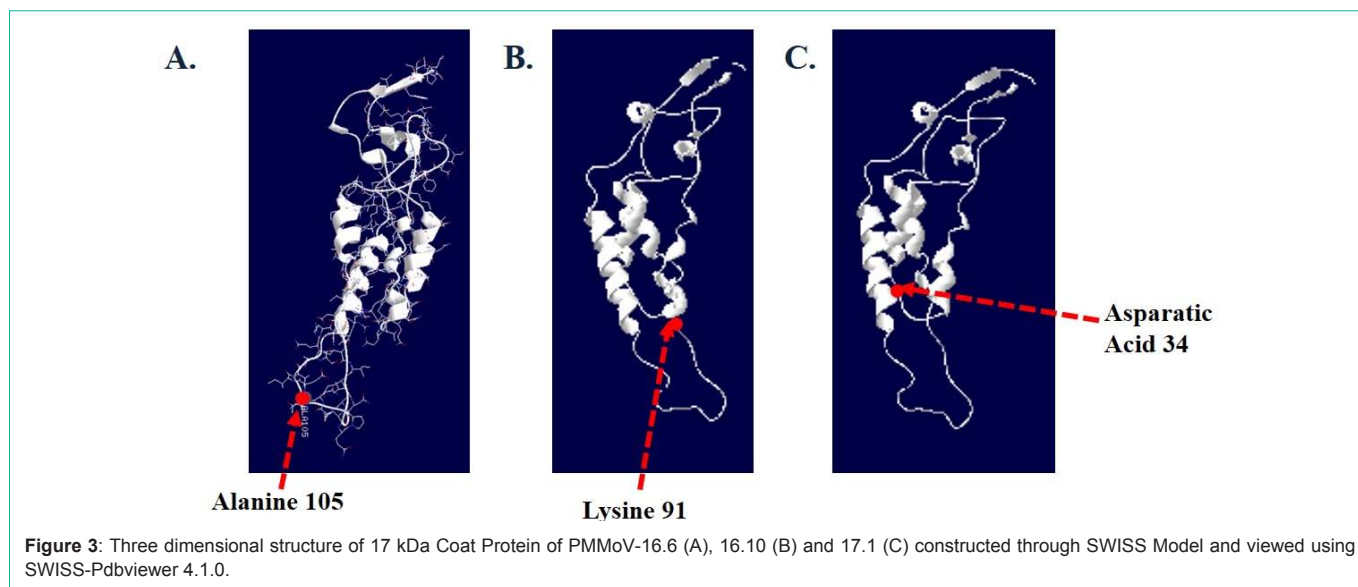 A.
B.
C.
ALA105
Asparatic
Acid 34
Alanine 105
Lysine 91
Figure 3: Three dimensional structure of 17 kDa Coat Protein of PMMoV-16.6 (A), 16.10 (B) and 17.1 (C) constructed through SWISS Model and viewed using
SWISS-Pdbviewer 4.1.0.